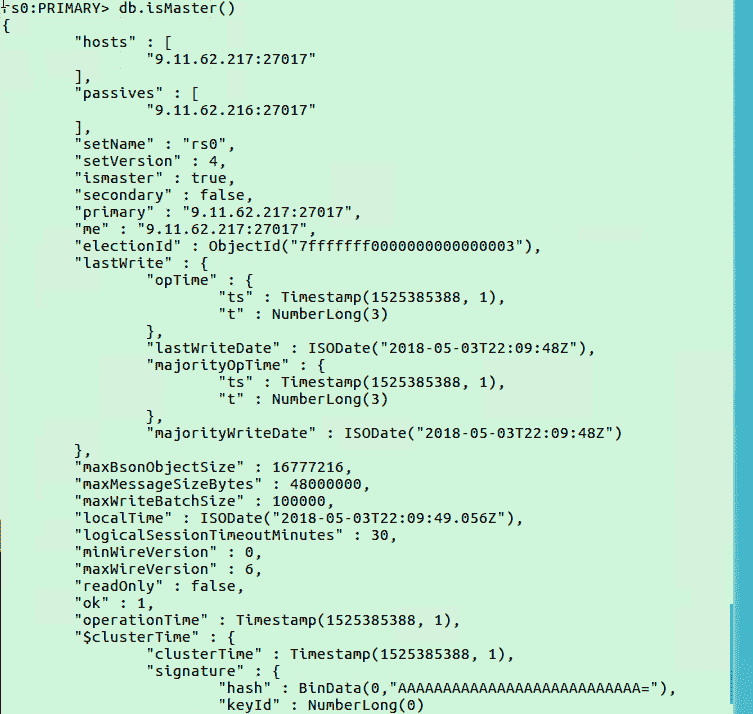 rs0:PRIMARY> db.isMaster()
{
        "hosts" : [
                "9.11.62.217:27017"
        ],
        "passives" : [
                "9.11.62.216:27017"
        ],
        "setName" : "rs0",
        "setVersion" : 4,
        "ismaster" : true,
        "secondary" : false,
        "primary" : "9.11.62.217:27017",
        "me" : "9.11.62.217:27017",
        "electionId" : ObjectId("7fffffff0000000000000003"),
        "lastWrite" : {
                "opTime" : {
                        "ts" : Timestamp(1525385388, 1),
                        "t" : NumberLong(3)
                },
                "lastWriteDate" : ISODate("2018-05-03T22:09:48Z"),
                "majorityOpTime" : {
                        "ts" : Timestamp(1525385388, 1),
                        "t" : NumberLong(3)
                },
                "majorityWriteDate" : ISODate("2018-05-03T22:09:48Z")
        },
        "maxBsonObjectSize" : 16777216,
        "maxMessageSizeBytes" : 48000000,
        "maxWriteBatchSize" : 100000,
        "localTime" : ISODate("2018-05-03T22:09:49.056Z"),
        "logicalSessionTimeoutMinutes" : 30,
        "minWireVersion" : 0,
        "maxWireVersion" : 6,
        "readOnly" : false,
        "ok" : 1,
        "operationTime" : Timestamp(1525385388, 1),
        "$clusterTime" : {
                "clusterTime" : Timestamp(1525385388, 1),
                "signature" : {
                        "hash" : BinData(0,"AAAAAAAAAAAAAAAAAAAAAAAAAAA="),
                        "keyId" : NumberLong(0)